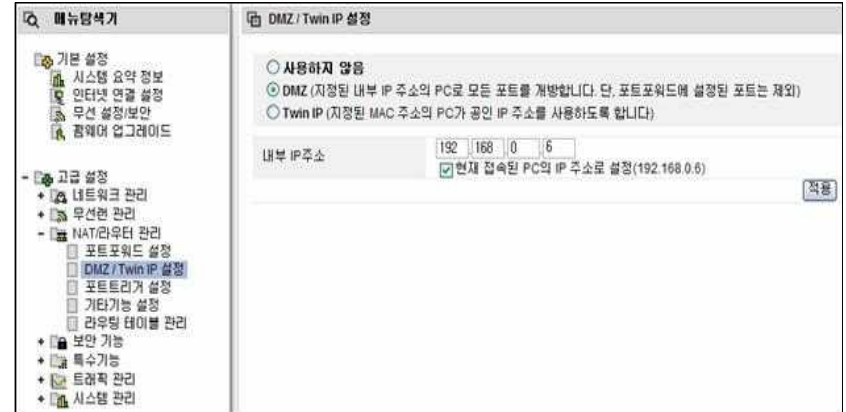 메뉴탐색기
기본 설정
시스템 요약 정보
인터넷 연결 설정
무선 설정/보안
펌웨어 업그레이드
고급 설정
네트워크 관리
무선랜 관리
NAT/라우터 관리
포트포워드 설정
DMZ / Twin IP 설정
포트트리거 설정
기타기능 설정
라우팅 테이블 관리
보안 기능
특수기능
트래픽 관리
시스템 관리
DMZ / Twin IP 설정
사용하지 않음
DMZ (지정된 내부 IP 주소의 PC로 모든 포트를 개방합니다. 단, 포트포워드에 설정된 포트는 제외)
Twin IP (지정된 MAC 주소의 PC가 공인 IP 주소를 사용하도록 합니다)
내부 IP주소
192 . 168 . 0 . 6
현재 접속된 PC의 IP 주소로 설정(192.168.0.6)
적용